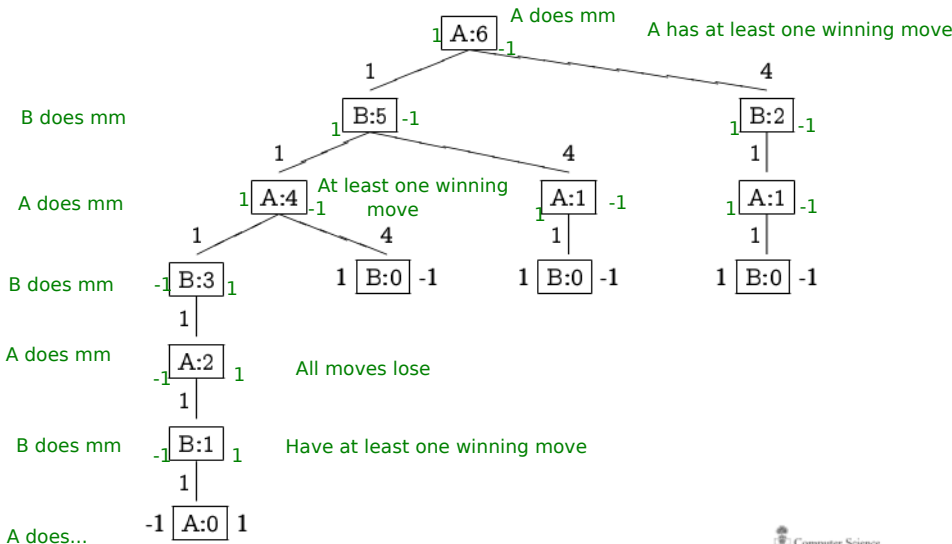 A does mm
A has at least one winning move
1 A:6 -1
1 4
B does mm
1 B:5 -1
1 B:2 -1
1 4 1
A does mm
1 A:4 -1
At least one winning
move
1 A:1 -1
1 A:1 -1
1 4 1 1
B does mm
-1 B:3 1
1 B:0 -1
1 B:0 -1
1 B:0 -1
1
A does mm
-1 A:2 1
All moves lose
1
B does mm
-1 B:1 1
Have at least one winning move
1
-1 A:0 1
A does...
Computer Science